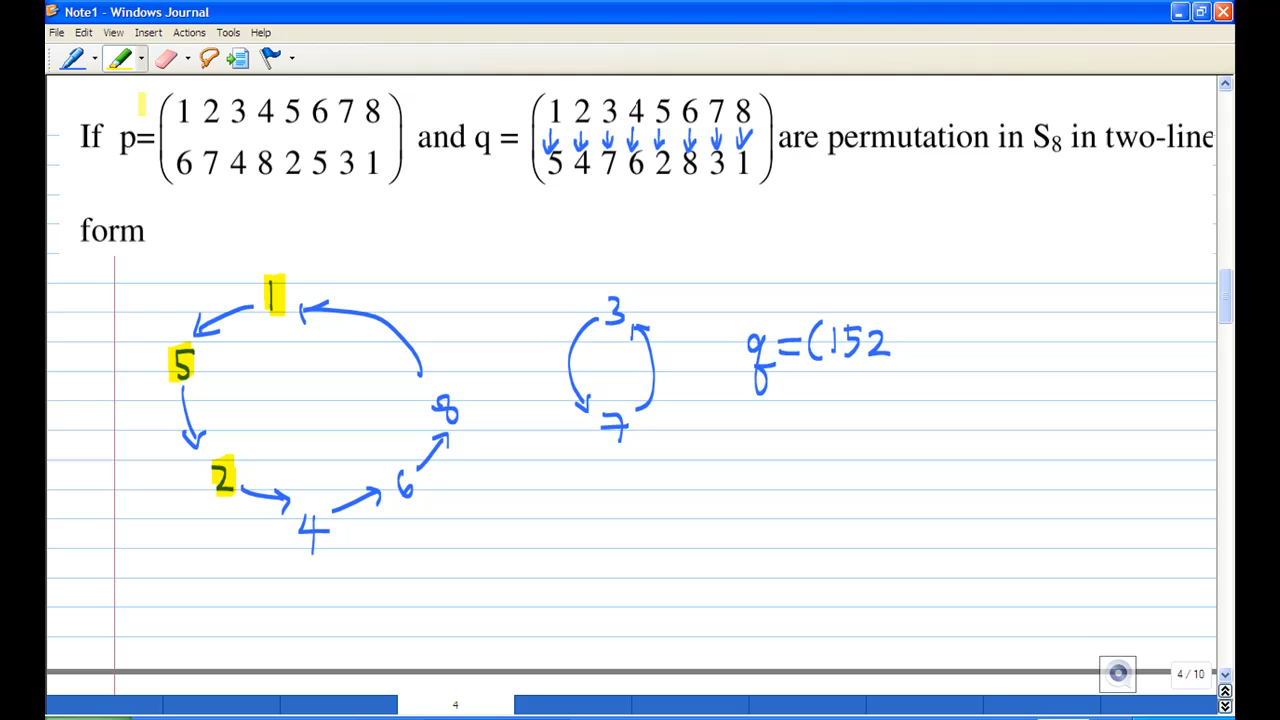 Note1 - Windows Journal
File Edit View Insert Actions Tools Help
1 2 3 4 5 6 7 8 1 2 3 4 5 6 7 8
If p= and q = are permutation in S8 in two-line
6 7 4 8 2 5 3 1 5 4 7 6 2 8 3 1
form
1
5
2
4
6
8
3
7
q=(152
4 / 10
4